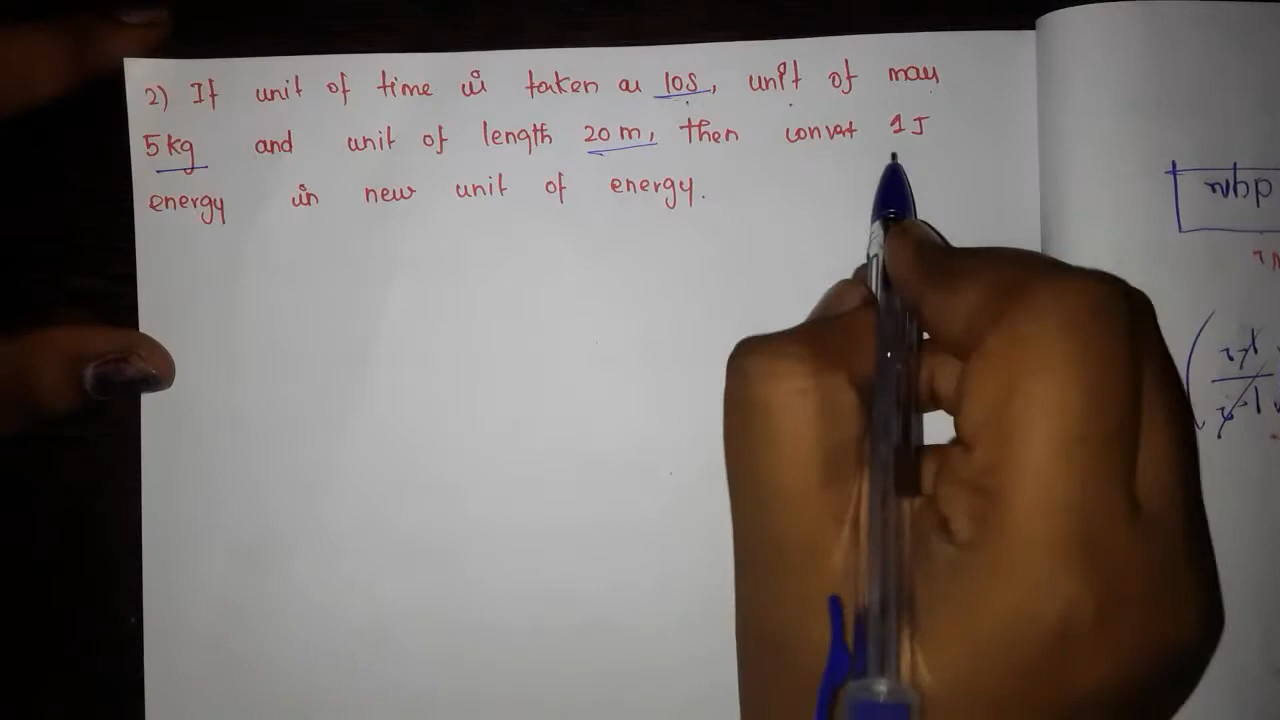 2) If unit of time is taken as 10s, unit of mass
5kg and unit of length 20 m, then convert 1J
energy in new unit of energy.